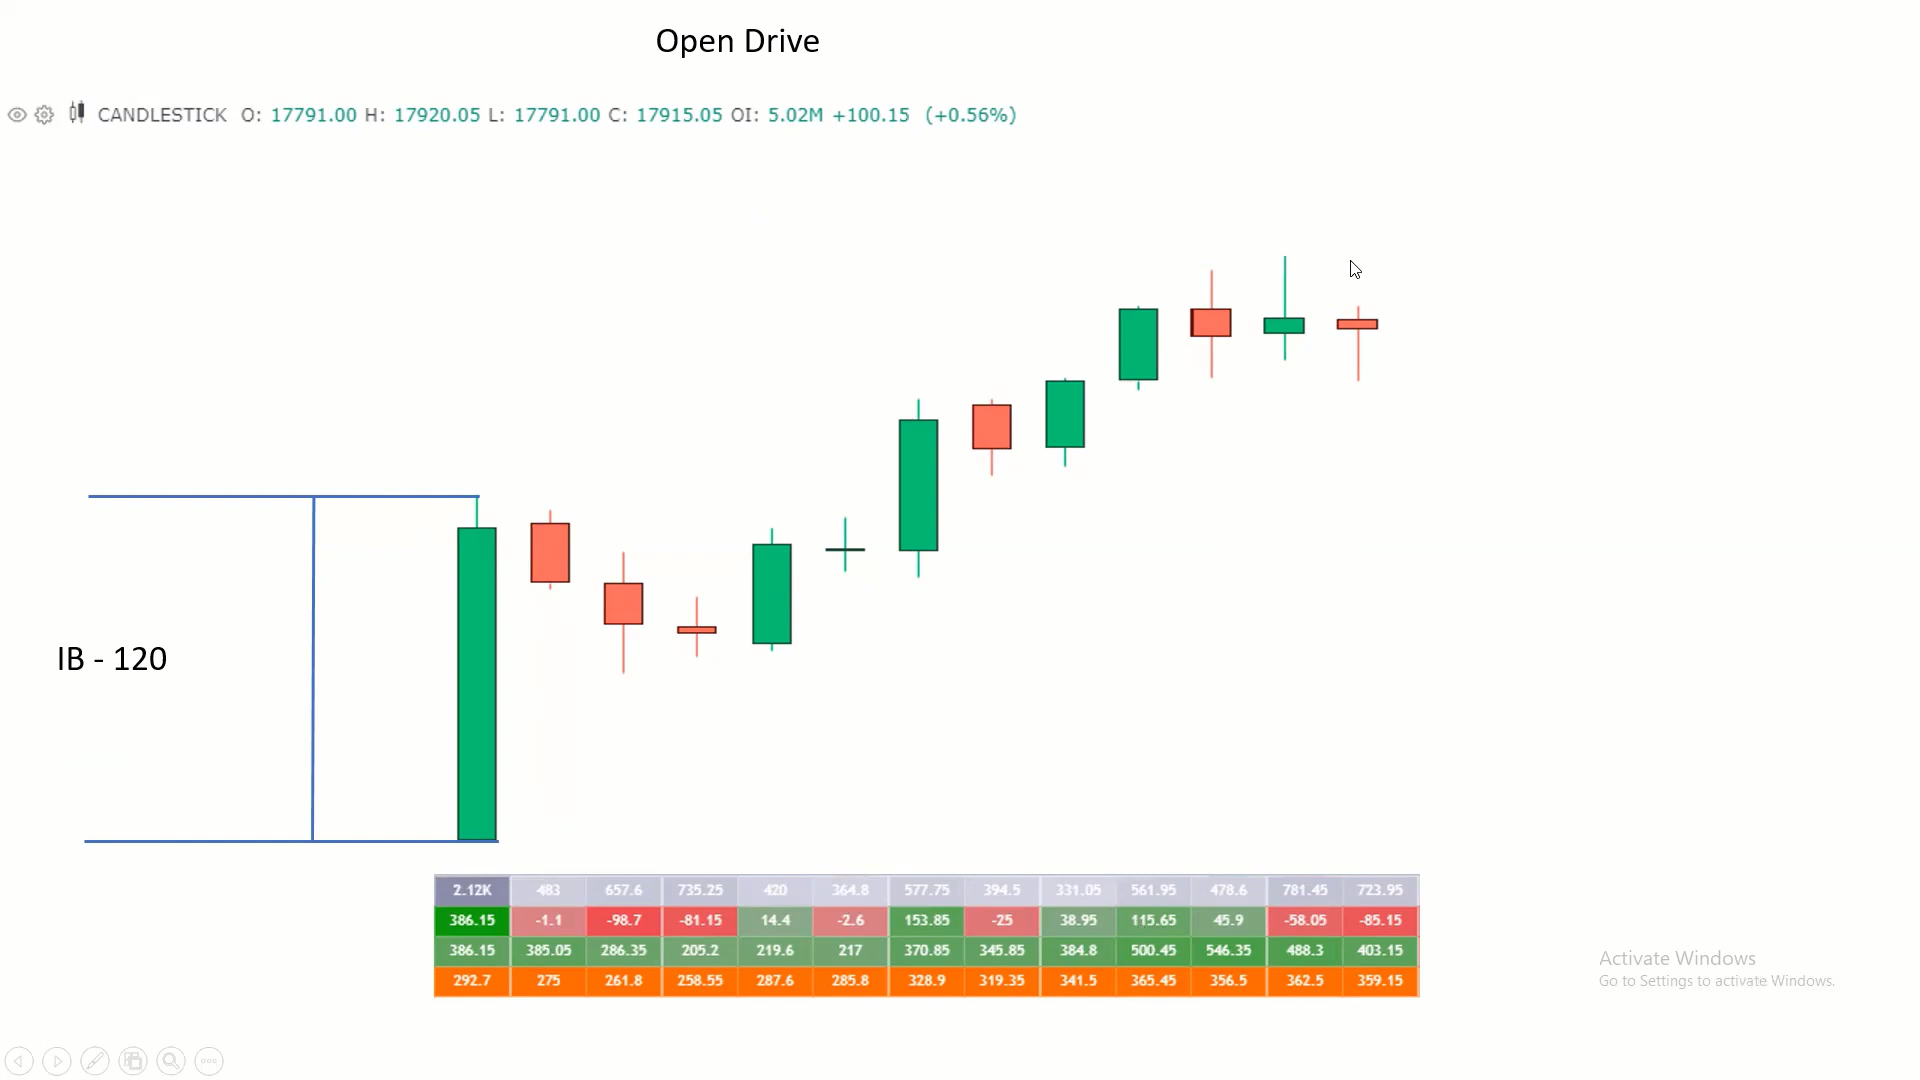 Open Drive
CANDLESTICK O: 17791.00 H: 17920.05 L: 17791.00 C: 17915.05 OI: 5.02M +100.15 (+0.56%)
IB - 120
2.12K 483 657.6 735.25 420 364.8 577.75 394.5 331.05 561.95 478.6 781.45 723.95
386.15 -1.1 -98.7 -81.15 14.4 -2.6 153.85 -25 38.95 115.65 45.9 -58.05 -85.15
386.15 385.05 286.35 205.2 219.6 217 370.85 345.85 384.8 500.45 546.35 488.3 403.15
292.7 275 261.8 258.55 287.6 285.8 328.9 319.35 341.5 365.45 356.5 362.5 359.15
Activate Windows
Go to Settings to activate Windows.